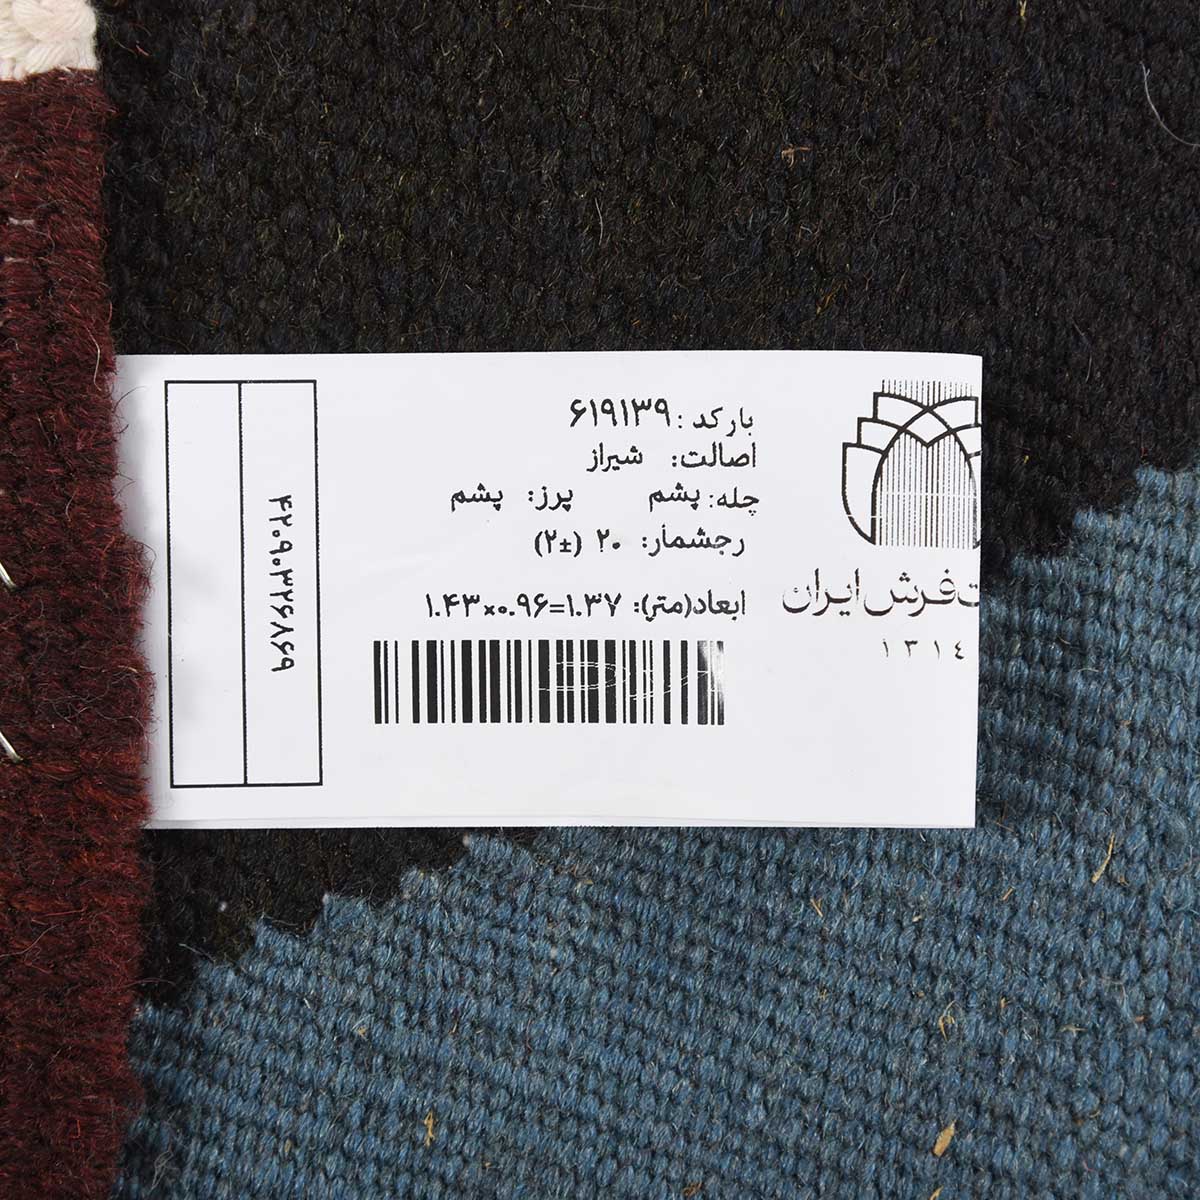 بارکد: ۶۱۹۱۳۹
اصالت: شیراز
چله: پشم پرز: پشم
رجشمار: ۲۰ (±۲)
ابعاد(متر): ۱.۴۳×۰.۹۶=۱.۳۷
فرش ایران
١٣١٤
۴۲۰۹۰۳۲۶۸۶۹